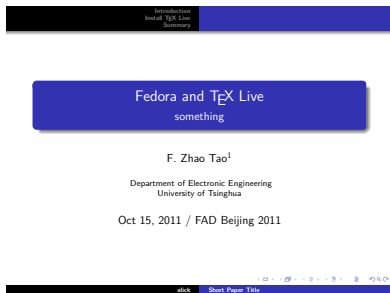 Introduction
Install TEX Live
Summary
Fedora and TEX Live
something
F. Zhao Tao1
Department of Electronic Engineering
University of Tsinghua
Oct 15, 2011 / FAD Beijing 2011
alick Short Paper Title